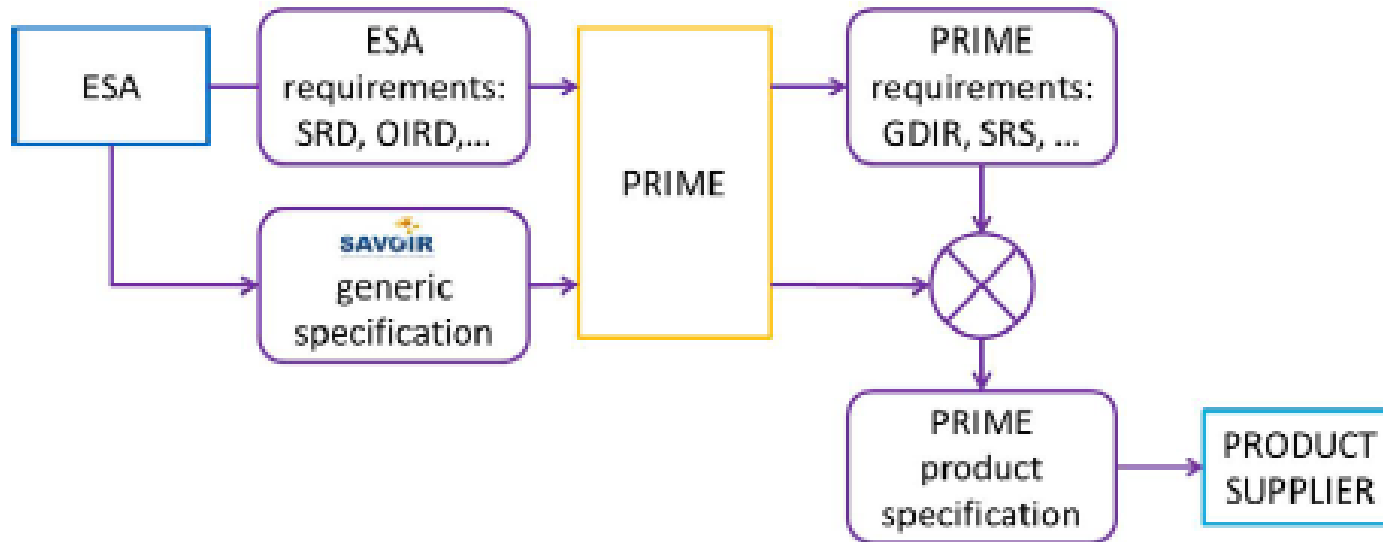 ESA
ESA
requirements:
SRD, OIRD,...
PRIME
PRIME
requirements:
GDIR, SRS, ...
SAVOIR
generic
specification
PRIME
product
specification
PRODUCT
SUPPLIER